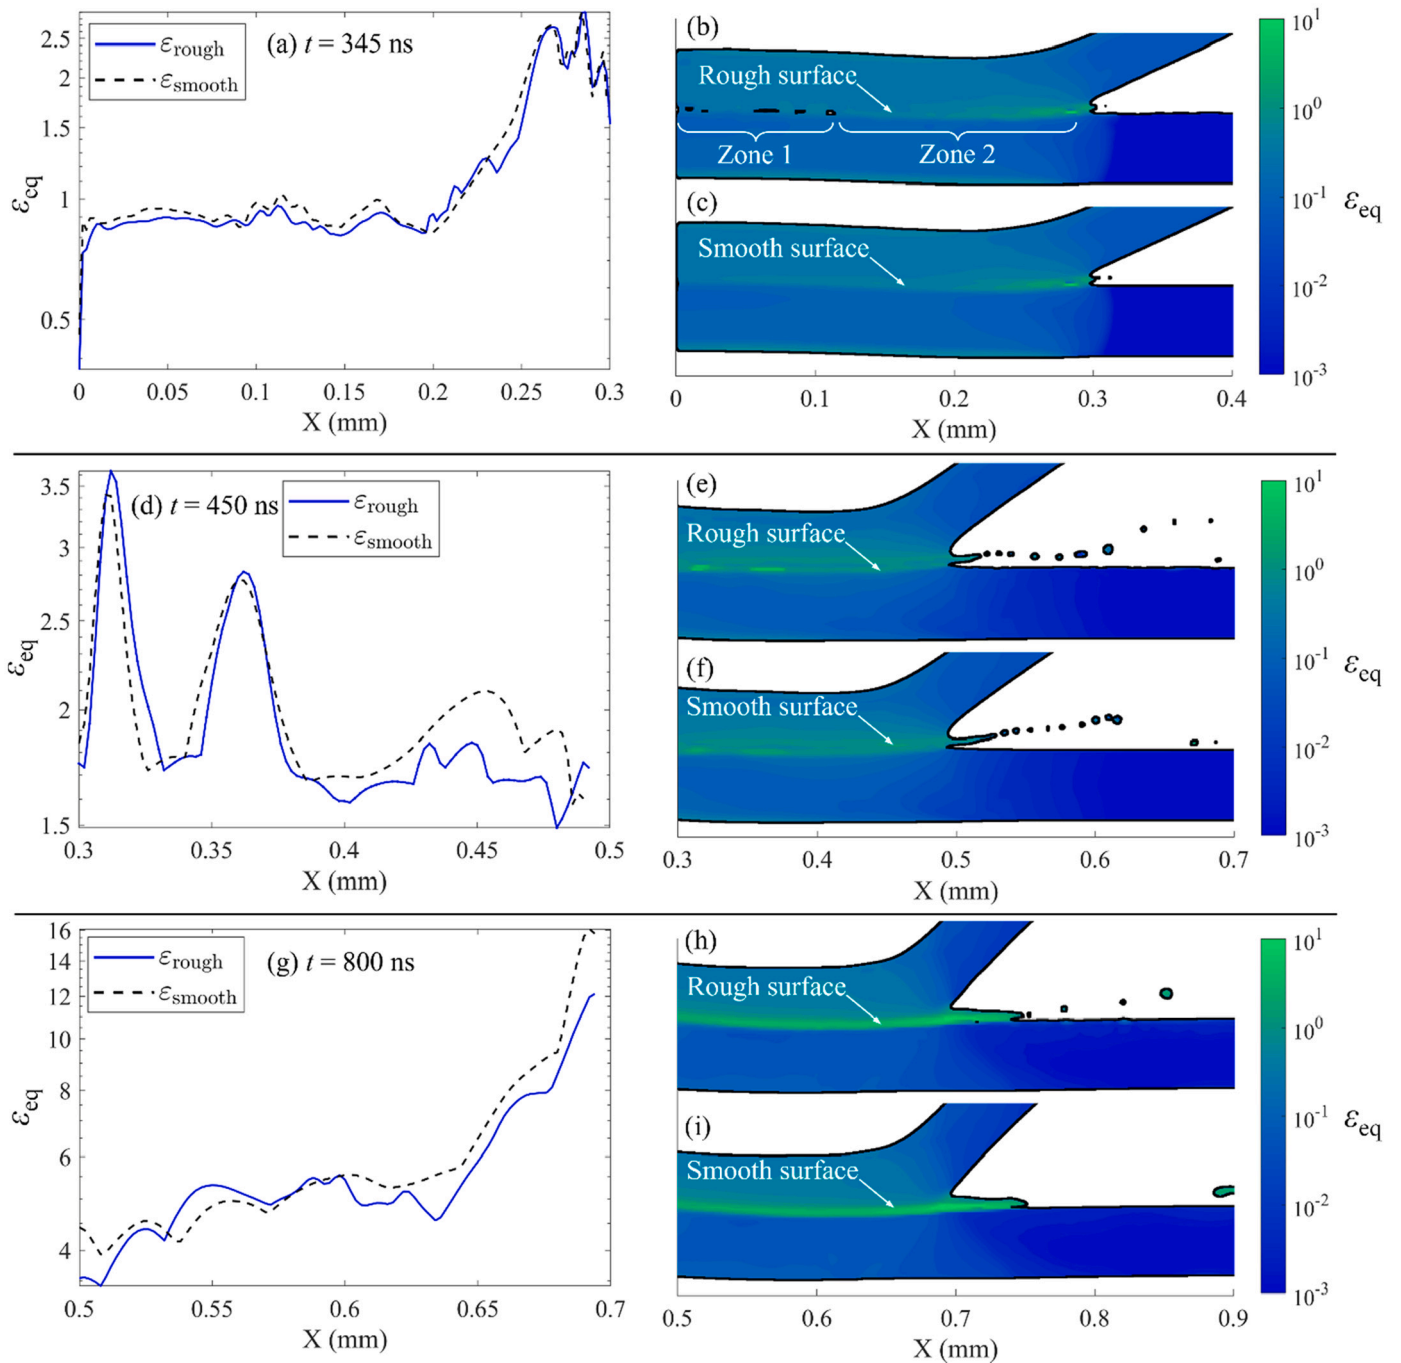 (a) t = 345 ns
ε_rough
ε_smooth
2.5
2
1.5
1
0.5
ε_eq
0 0.05 0.1 0.15 0.2 0.25 0.3
X (mm)
(b)
Rough surface
Zone 1 Zone 2
(c)
Smooth surface
0 0.1 0.2 0.3 0.4
X (mm)
10^1
10^0
10^-1
10^-2
10^-3
ε_eq
(d) t = 450 ns
ε_rough
ε_smooth
3.5
3
2.5
2
1.5
ε_eq
0.3 0.35 0.4 0.45 0.5
X (mm)
(e)
Rough surface
(f)
Smooth surface
0.3 0.4 0.5 0.6 0.7
X (mm)
10^1
10^0
10^-1
10^-2
10^-3
ε_eq
(g) t = 800 ns
ε_rough
ε_smooth
16
14
12
10
8
6
4
ε_eq
0.5 0.55 0.6 0.65 0.7
X (mm)
(h)
Rough surface
(i)
Smooth surface
0.5 0.6 0.7 0.8 0.9
X (mm)
10^1
10^0
10^-1
10^-2
10^-3
ε_eq